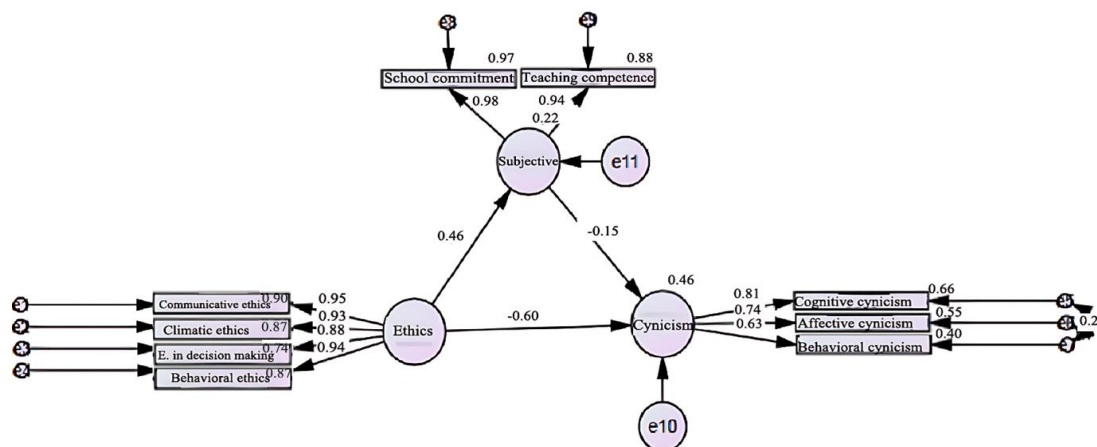 0.97
0.88
School commitment
Teaching competence
0.98
0.94
0.22
Subjective
e11
0.46
-0.15
0.90
0.95
Communicative ethics
0.93
Climatic ethics
0.87
0.88
E. in decision making
0.74
0.94
Behavioral ethics
0.87
Ethics
-0.60
0.46
Cynicism
0.81
0.74
0.63
0.66
Cognitive cynicism
0.55
Affective cynicism
0.40
Behavioral cynicism
e10